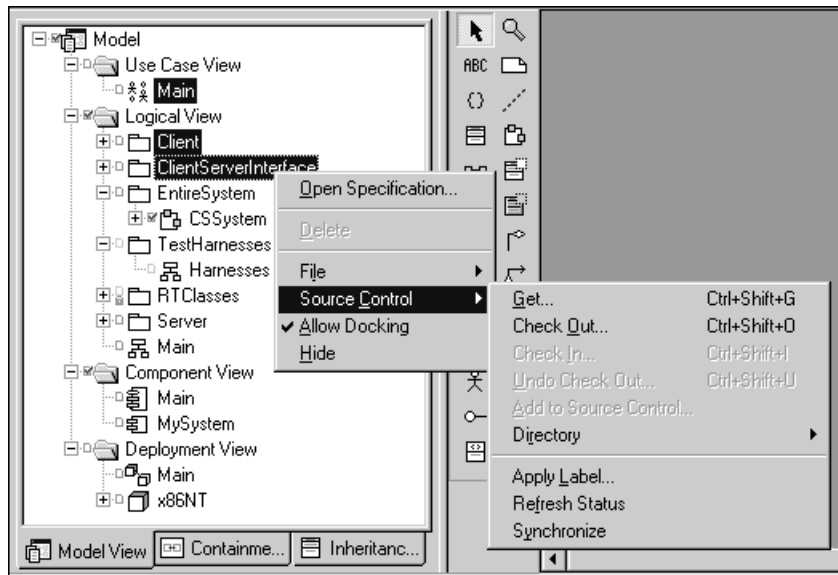 Model
Use Case View
Main
Logical View
Client
ClientServerInterface
EntireSystem
CSSystem
TestHarnesses
Harnesses
RTClasses
Server
Main
Component View
Main
MySystem
Deployment View
Main
x86NT
Model View Containme... Inheritanc...
ABC
{}
Open Specification...
Delete
File
Source Control
Allow Docking
Hide
Get... Ctrl+Shift+G
Check Out... Ctrl+Shift+O
Check In... Ctrl+Shift+I
Undo Check Out... Ctrl+Shift+U
Add to Source Control...
Directory
Apply Label...
Refresh Status
Synchronize